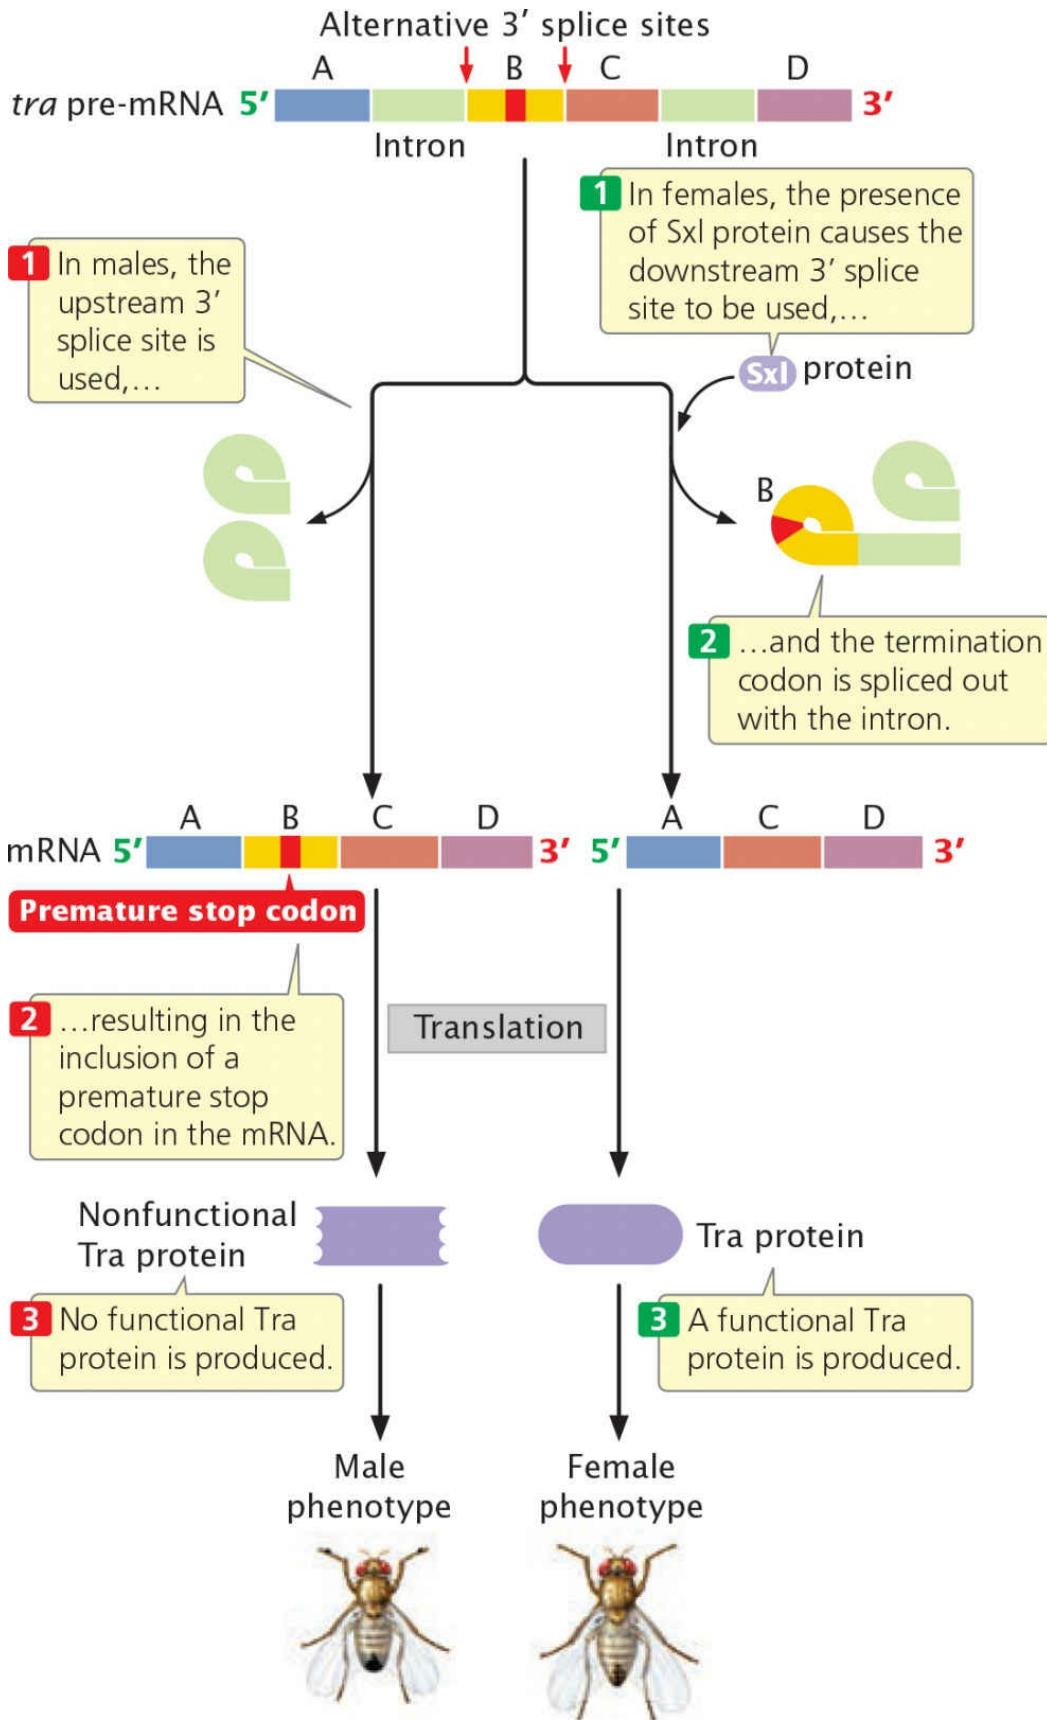 Alternative 3′ splice sites
A B C D
tra pre-mRNA 5′ 3′
Intron Intron
1 In males, the
upstream 3′
splice site is
used,…
1 In females, the presence
of Sxl protein causes the
downstream 3′ splice
site to be used,…
Sxl protein
B
2 …and the termination
codon is spliced out
with the intron.
A B C D
mRNA 5′ 3′
A C D
5′ 3′
Premature stop codon
2 …resulting in the
inclusion of a
premature stop
codon in the mRNA.
Translation
Nonfunctional
Tra protein
Tra protein
3 No functional Tra
protein is produced.
3 A functional Tra
protein is produced.
Male
phenotype
Female
phenotype